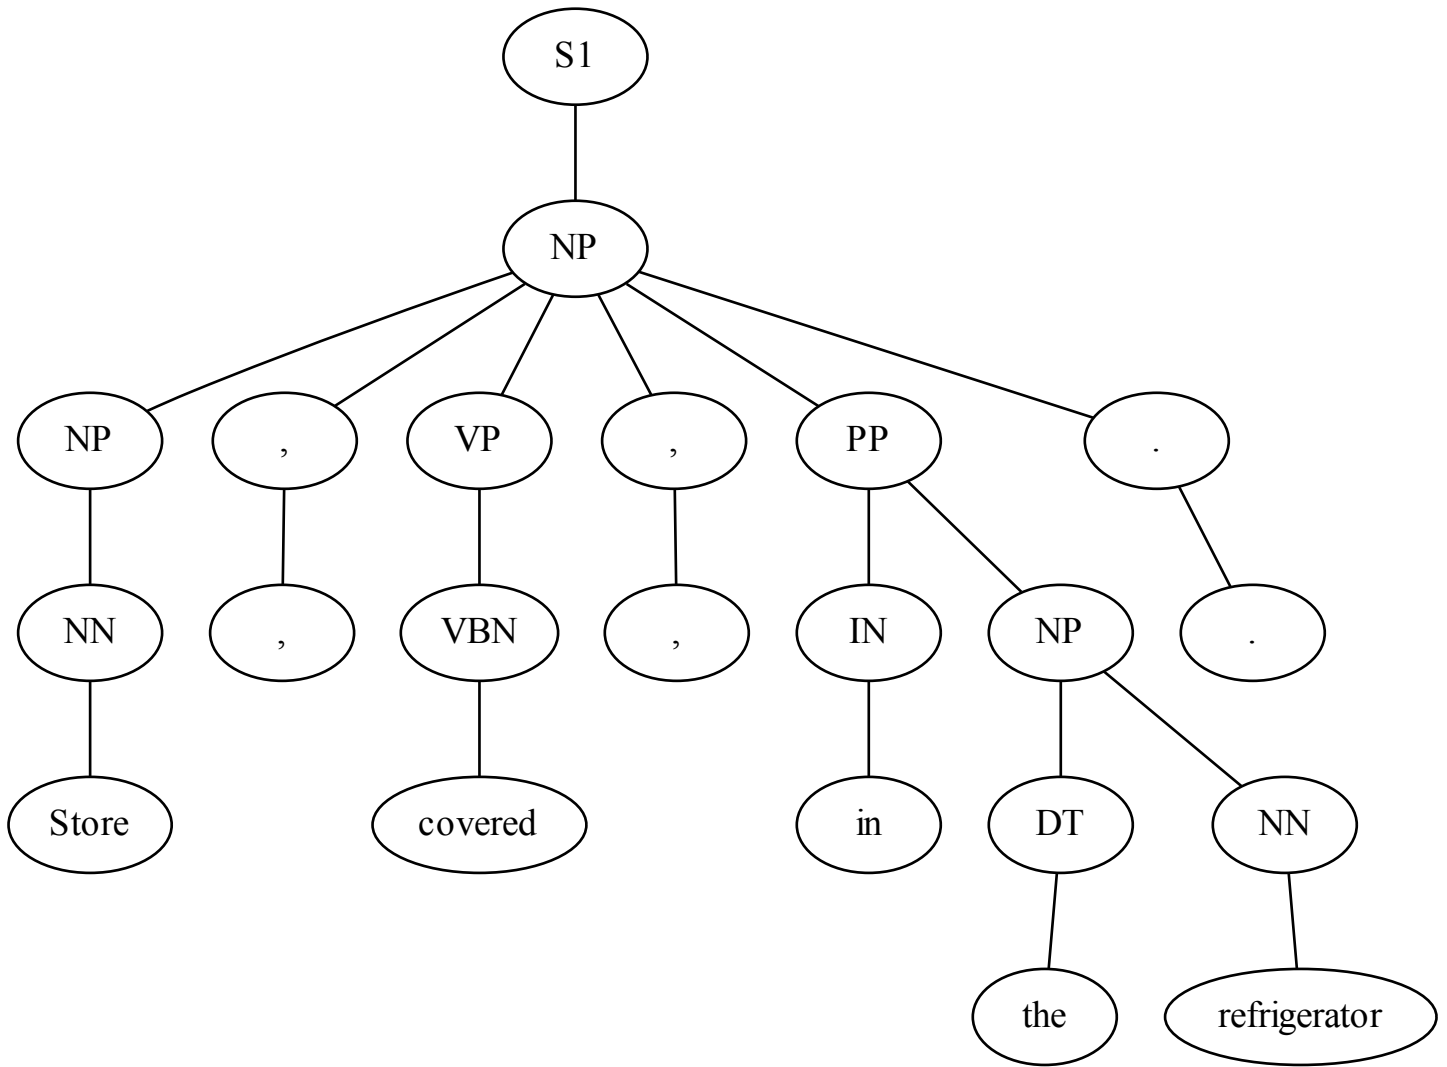 S1
NP
NP , VP , PP .
NN , VBN , IN NP .
Store covered in DT NN
the refrigerator